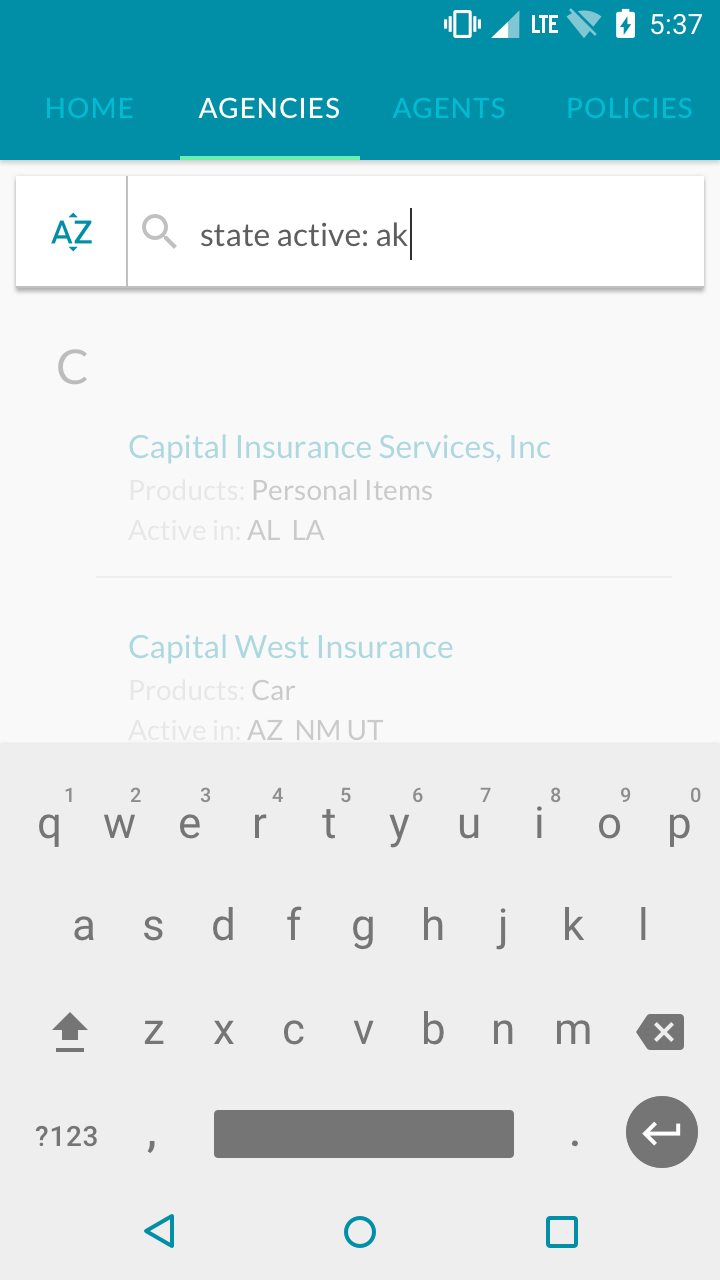 LTE 5:37
HOME AGENCIES AGENTS POLICIES
AZ state active: ak
C
Capital Insurance Services, Inc
Products: Personal Items
Active in: AL LA
Capital West Insurance
Products: Car
Active in: AZ NM UT
1 2 3 4 5 6 7 8 9 0
q w e r t y u i o p
a s d f g h j k l
z x c v b n m
?123 , .